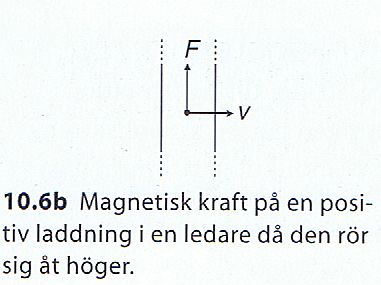 F
v
10.6b Magnetisk kraft på en posi-
tiv laddning i en ledare då den rör
sig åt höger.